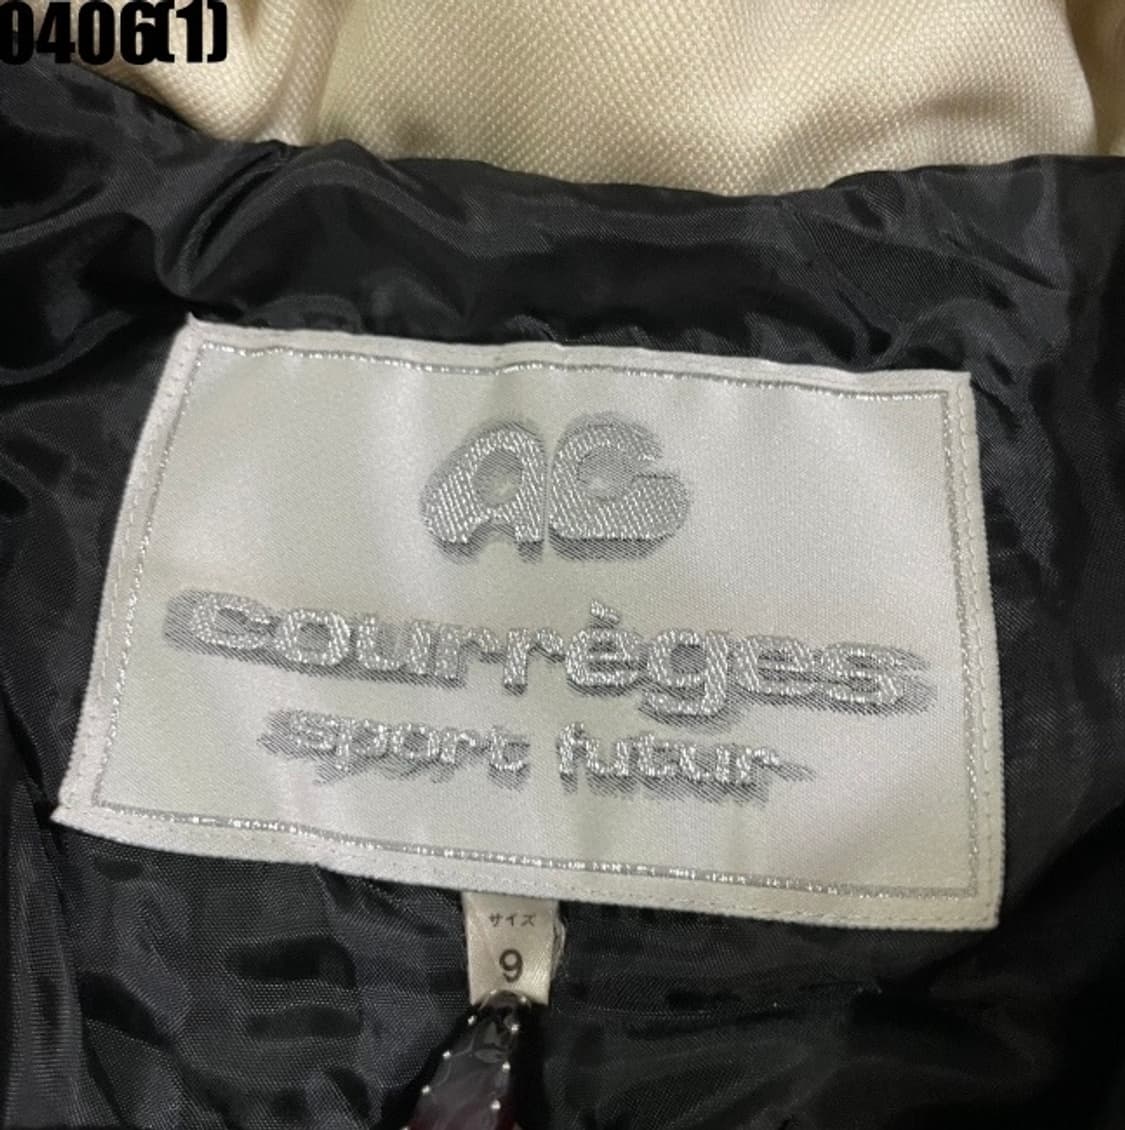 0406(1)
AC
courrèges
sport futur
サイズ
9